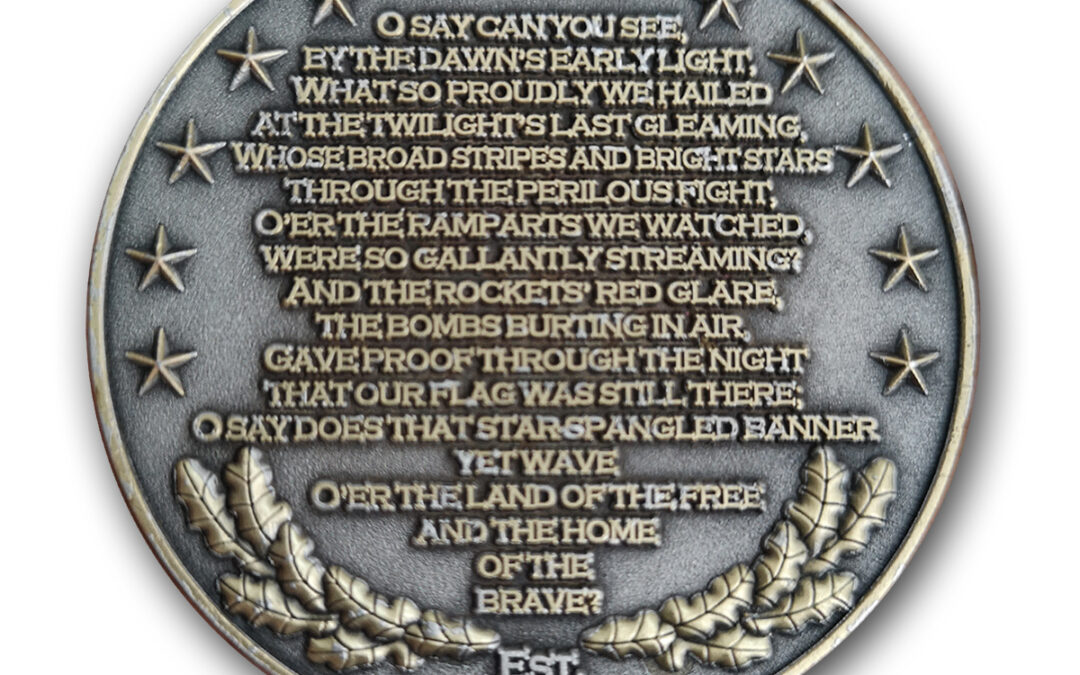 O SAY CAN YOU SEE,
BY THE DAWN'S EARLY LIGHT,
WHAT SO PROUDLY WE HAILED
AT THE TWILIGHT'S LAST GLEAMING,
WHOSE BROAD STRIPES AND BRIGHT STARS
THROUGH THE PERILOUS FIGHT,
O'ER THE RAMPARTS WE WATCHED,
WERE SO GALLANTLY STREAMING?
AND THE ROCKETS' RED GLARE,
THE BOMBS BURTING IN AIR,
GAVE PROOF THROUGH THE NIGHT
THAT OUR FLAG WAS STILL THERE;
O SAY DOES THAT STAR-SPANGLED BANNER
YET WAVE
O'ER THE LAND OF THE FREE
AND THE HOME
OF THE
BRAVE?
EST.